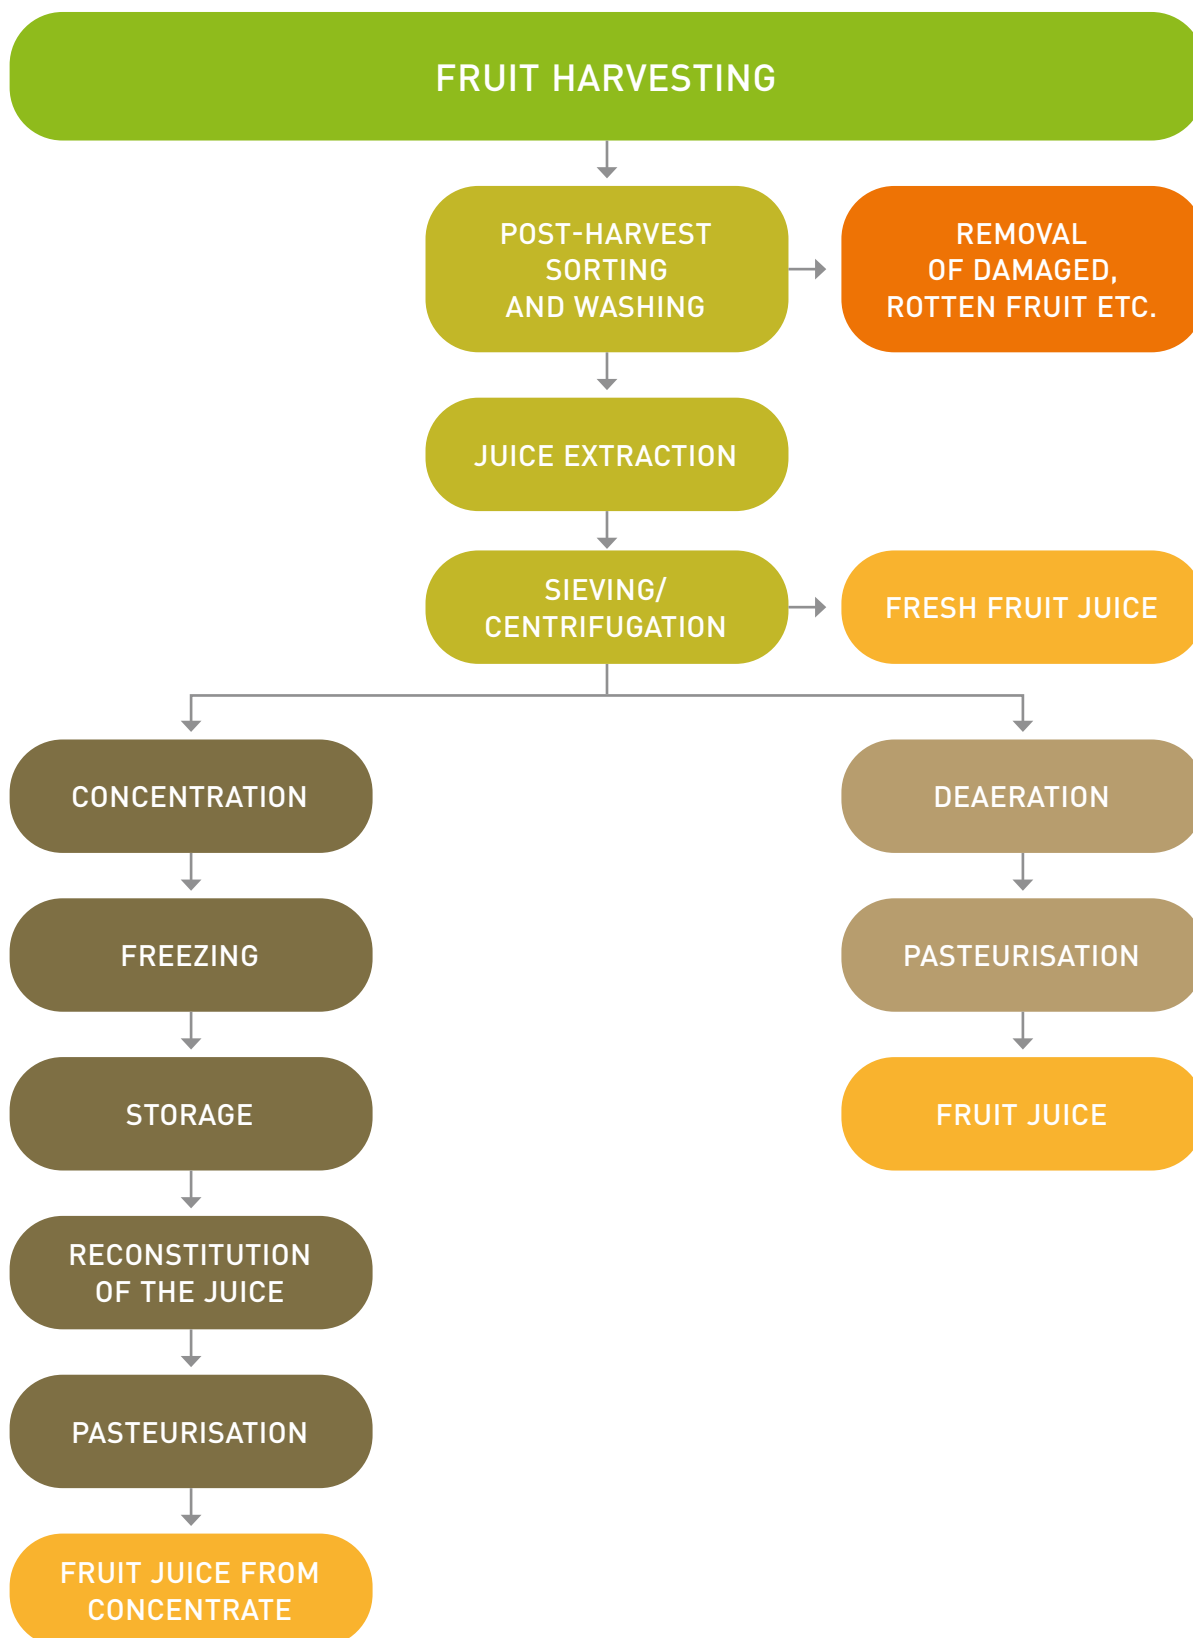 FRUIT HARVESTING
POST-HARVEST
SORTING
AND WASHING
REMOVAL
OF DAMAGED,
ROTTEN FRUIT ETC.
JUICE EXTRACTION
SIEVING/
CENTRIFUGATION
FRESH FRUIT JUICE
CONCENTRATION
DEAERATION
FREEZING
PASTEURISATION
STORAGE
FRUIT JUICE
RECONSTITUTION
OF THE JUICE
PASTEURISATION
FRUIT JUICE FROM
CONCENTRATE